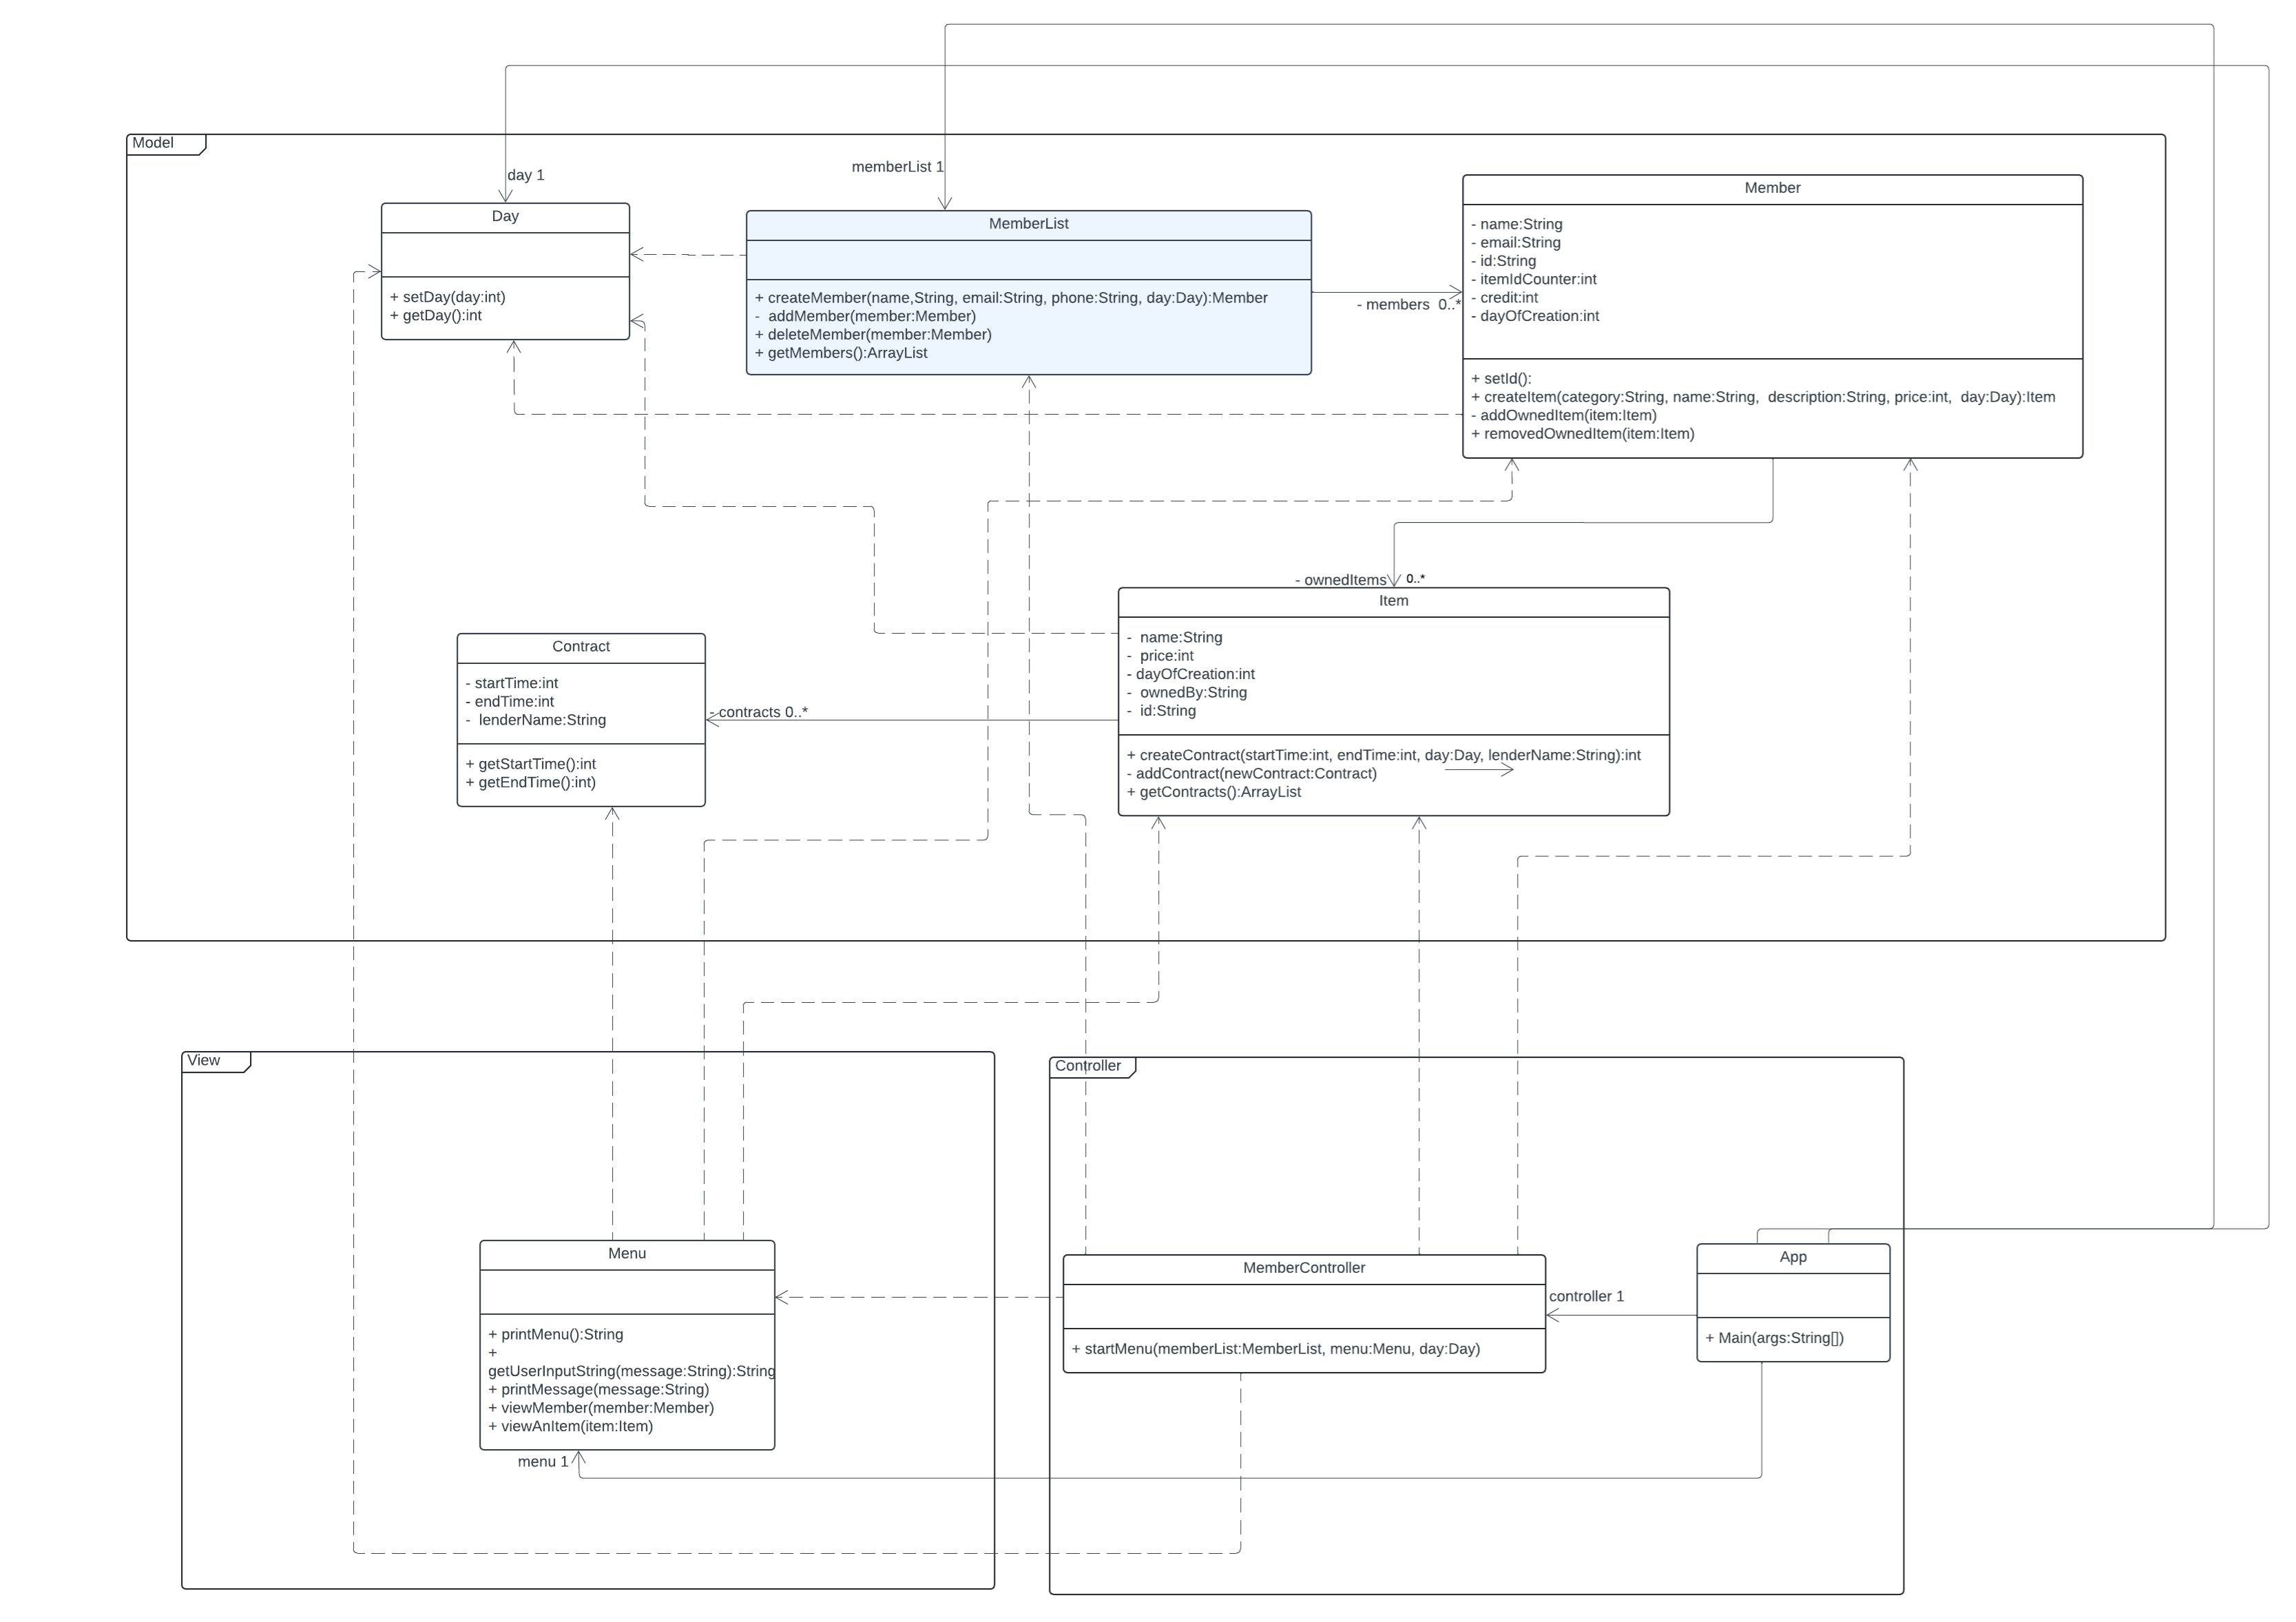 Model
day 1
memberList 1
Day
+ setDay(day:int)
+ getDay():int
MemberList
+ createMember(name,String, email:String, phone:String, day:Day):Member
-  addMember(member:Member)
+ deleteMember(member:Member)
+ getMembers():ArrayList
- members  0..*
Member
- name:String
- email:String
- id:String
- itemIdCounter:int
- credit:int
- dayOfCreation:int
+ setId():
+ createItem(category:String, name:String,  description:String, price:int,  day:Day):Item
- addOwnedItem(item:Item)
+ removedOwnedItem(item:Item)
- ownedItems 0..*
Item
-  name:String
-  price:int
- dayOfCreation:int
-  ownedBy:String
-  id:String
+ createContract(startTime:int, endTime:int, day:Day, lenderName:String):int
- addContract(newContract:Contract)
+ getContracts():ArrayList
- contracts 0..*
Contract
- startTime:int
- endTime:int
-  lenderName:String
+ getStartTime():int
+ getEndTime():int)
View
Menu
+ printMenu():String
+
getUserInputString(message:String):String
+ printMessage(message:String)
+ viewMember(member:Member)
+ viewAnItem(item:Item)
menu 1
Controller
MemberController
+ startMenu(memberList:MemberList, menu:Menu, day:Day)
controller 1
App
+ Main(args:String[])